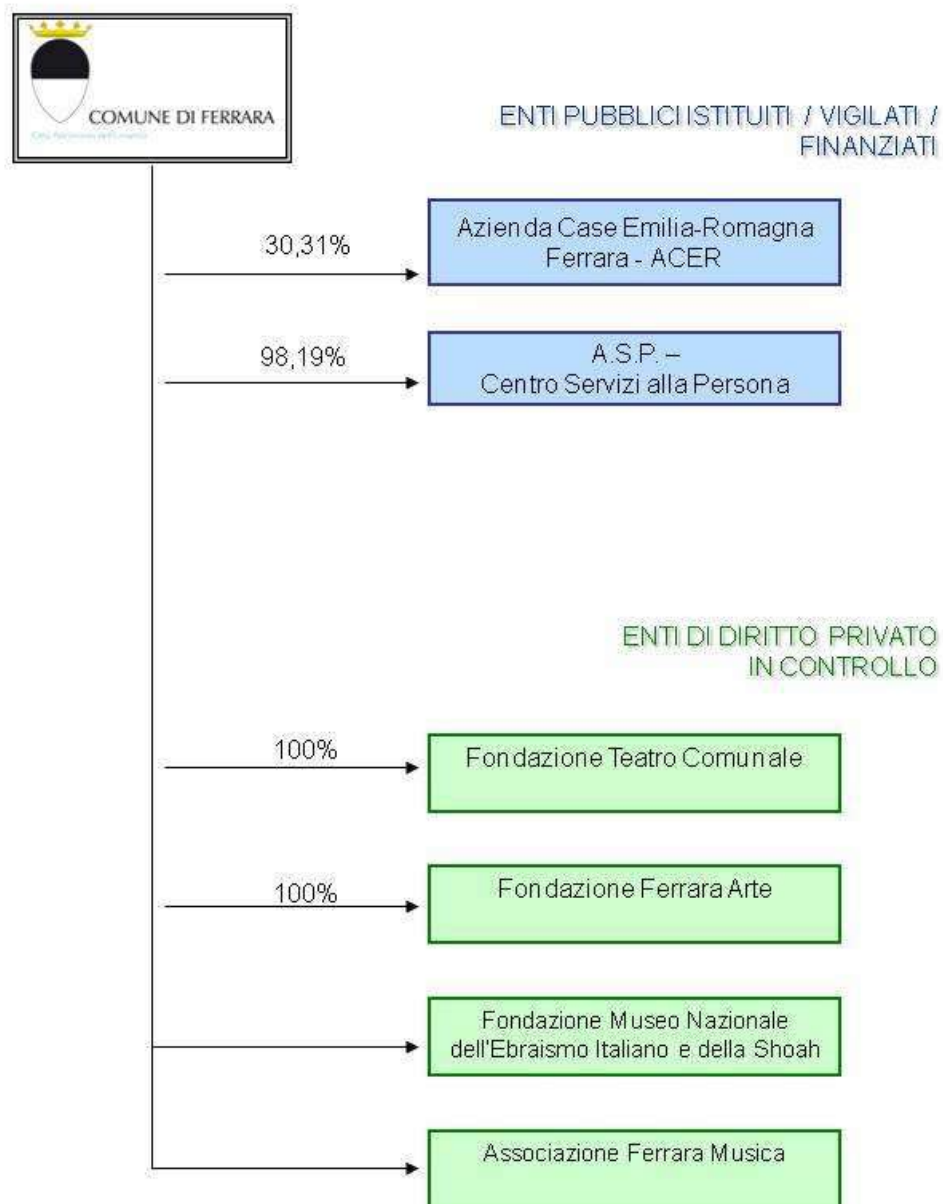 COMUNE DI FERRARA
ENTI PUBBLICI ISTITUITI / VIGILATI /
FINANZIATI
30,31%
Azienda Case Emilia-Romagna
Ferrara - ACER
98,19%
A.S.P. –
Centro Servizi alla Persona
ENTI DI DIRITTO PRIVATO
IN CONTROLLO
100%
Fondazione Teatro Comunale
100%
Fondazione Ferrara Arte
Fondazione Museo Nazionale
dell'Ebraismo Italiano e della Shoah
Associazione Ferrara Musica